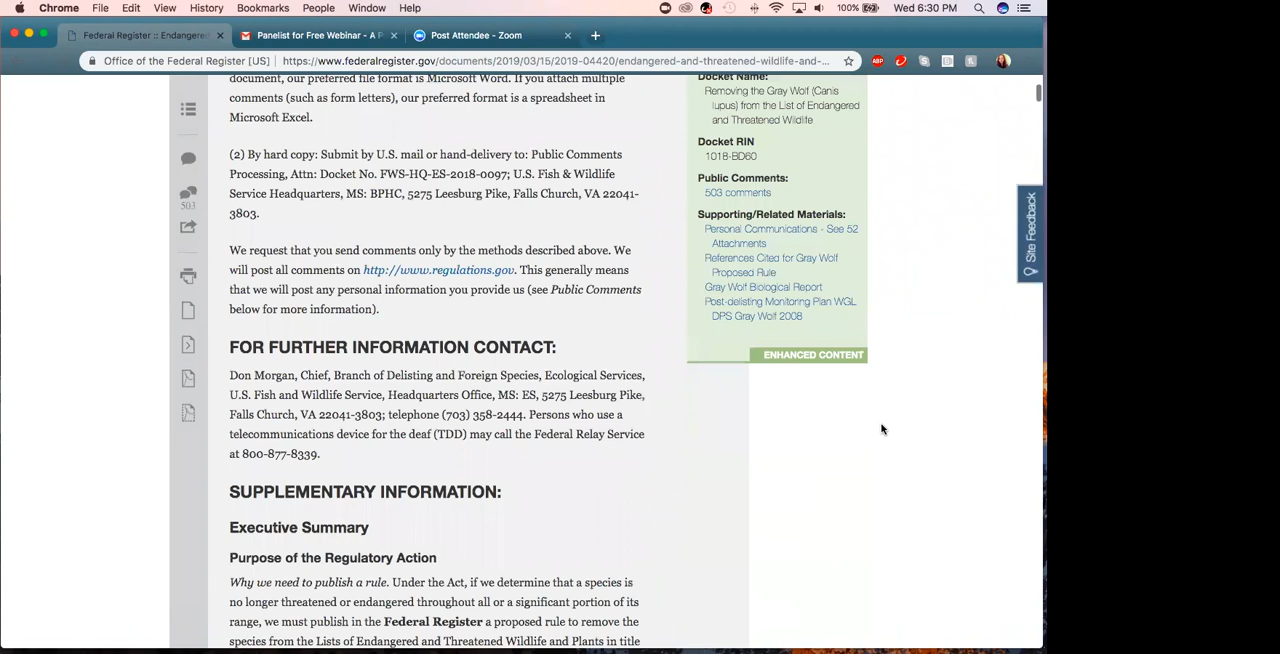 Chrome File Edit View History Bookmarks People Window Help 100% Wed 6:30 PM
Federal Register :: Endangered Panelist for Free Webinar - A P Post Attendee - Zoom
Office of the Federal Register [US] https://www.federalregister.gov/documents/2019/03/15/2019-04420/endangered-and-threatened-wildlife-and-... ABP
document, our preferred file format is Microsoft Word. If you attach multiple
comments (such as form letters), our preferred format is a spreadsheet in
Microsoft Excel.
(2) By hard copy: Submit by U.S. mail or hand-delivery to: Public Comments
Processing, Attn: Docket No. FWS-HQ-ES-2018-0097; U.S. Fish & Wildlife
Service Headquarters, MS: BPHC, 5275 Leesburg Pike, Falls Church, VA 22041-
3803.
503
We request that you send comments only by the methods described above. We
will post all comments on http://www.regulations.gov. This generally means
that we will post any personal information you provide us (see Public Comments
below for more information).
FOR FURTHER INFORMATION CONTACT:
Don Morgan, Chief, Branch of Delisting and Foreign Species, Ecological Services,
U.S. Fish and Wildlife Service, Headquarters Office, MS: ES, 5275 Leesburg Pike,
Falls Church, VA 22041-3803; telephone (703) 358-2444. Persons who use a
telecommunications device for the deaf (TDD) may call the Federal Relay Service
at 800-877-8339.
SUPPLEMENTARY INFORMATION:
Executive Summary
Purpose of the Regulatory Action
Why we need to publish a rule. Under the Act, if we determine that a species is
no longer threatened or endangered throughout all or a significant portion of its
range, we must publish in the Federal Register a proposed rule to remove the
species from the Lists of Endangered and Threatened Wildlife and Plants in title
Docket Name:
Removing the Gray Wolf (Canis
lupus) from the List of Endangered
and Threatened Wildlife
Docket RIN
1018-BD60
Public Comments:
503 comments
Supporting/Related Materials:
Personal Communications - See 52
Attachments
References Cited for Gray Wolf
Proposed Rule
Gray Wolf Biological Report
Post-delisting Monitoring Plan WGL
DPS Gray Wolf 2008
ENHANCED CONTENT
Site Feedback